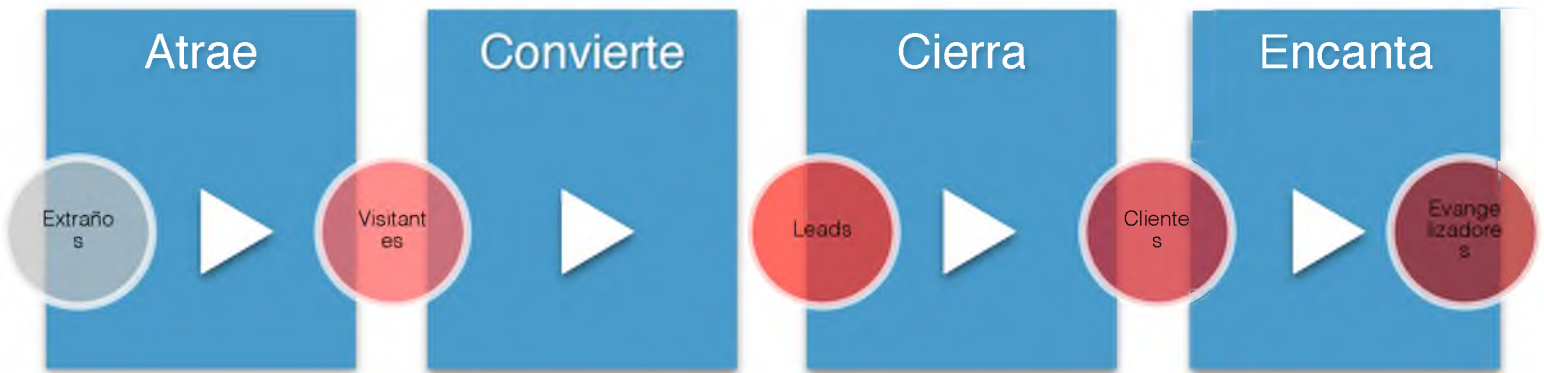 Atrae
Convierte
Cierra
Encanta
Extraño
s
Visitant
es
Leads
Cliente
s
Evange
lizadore
s